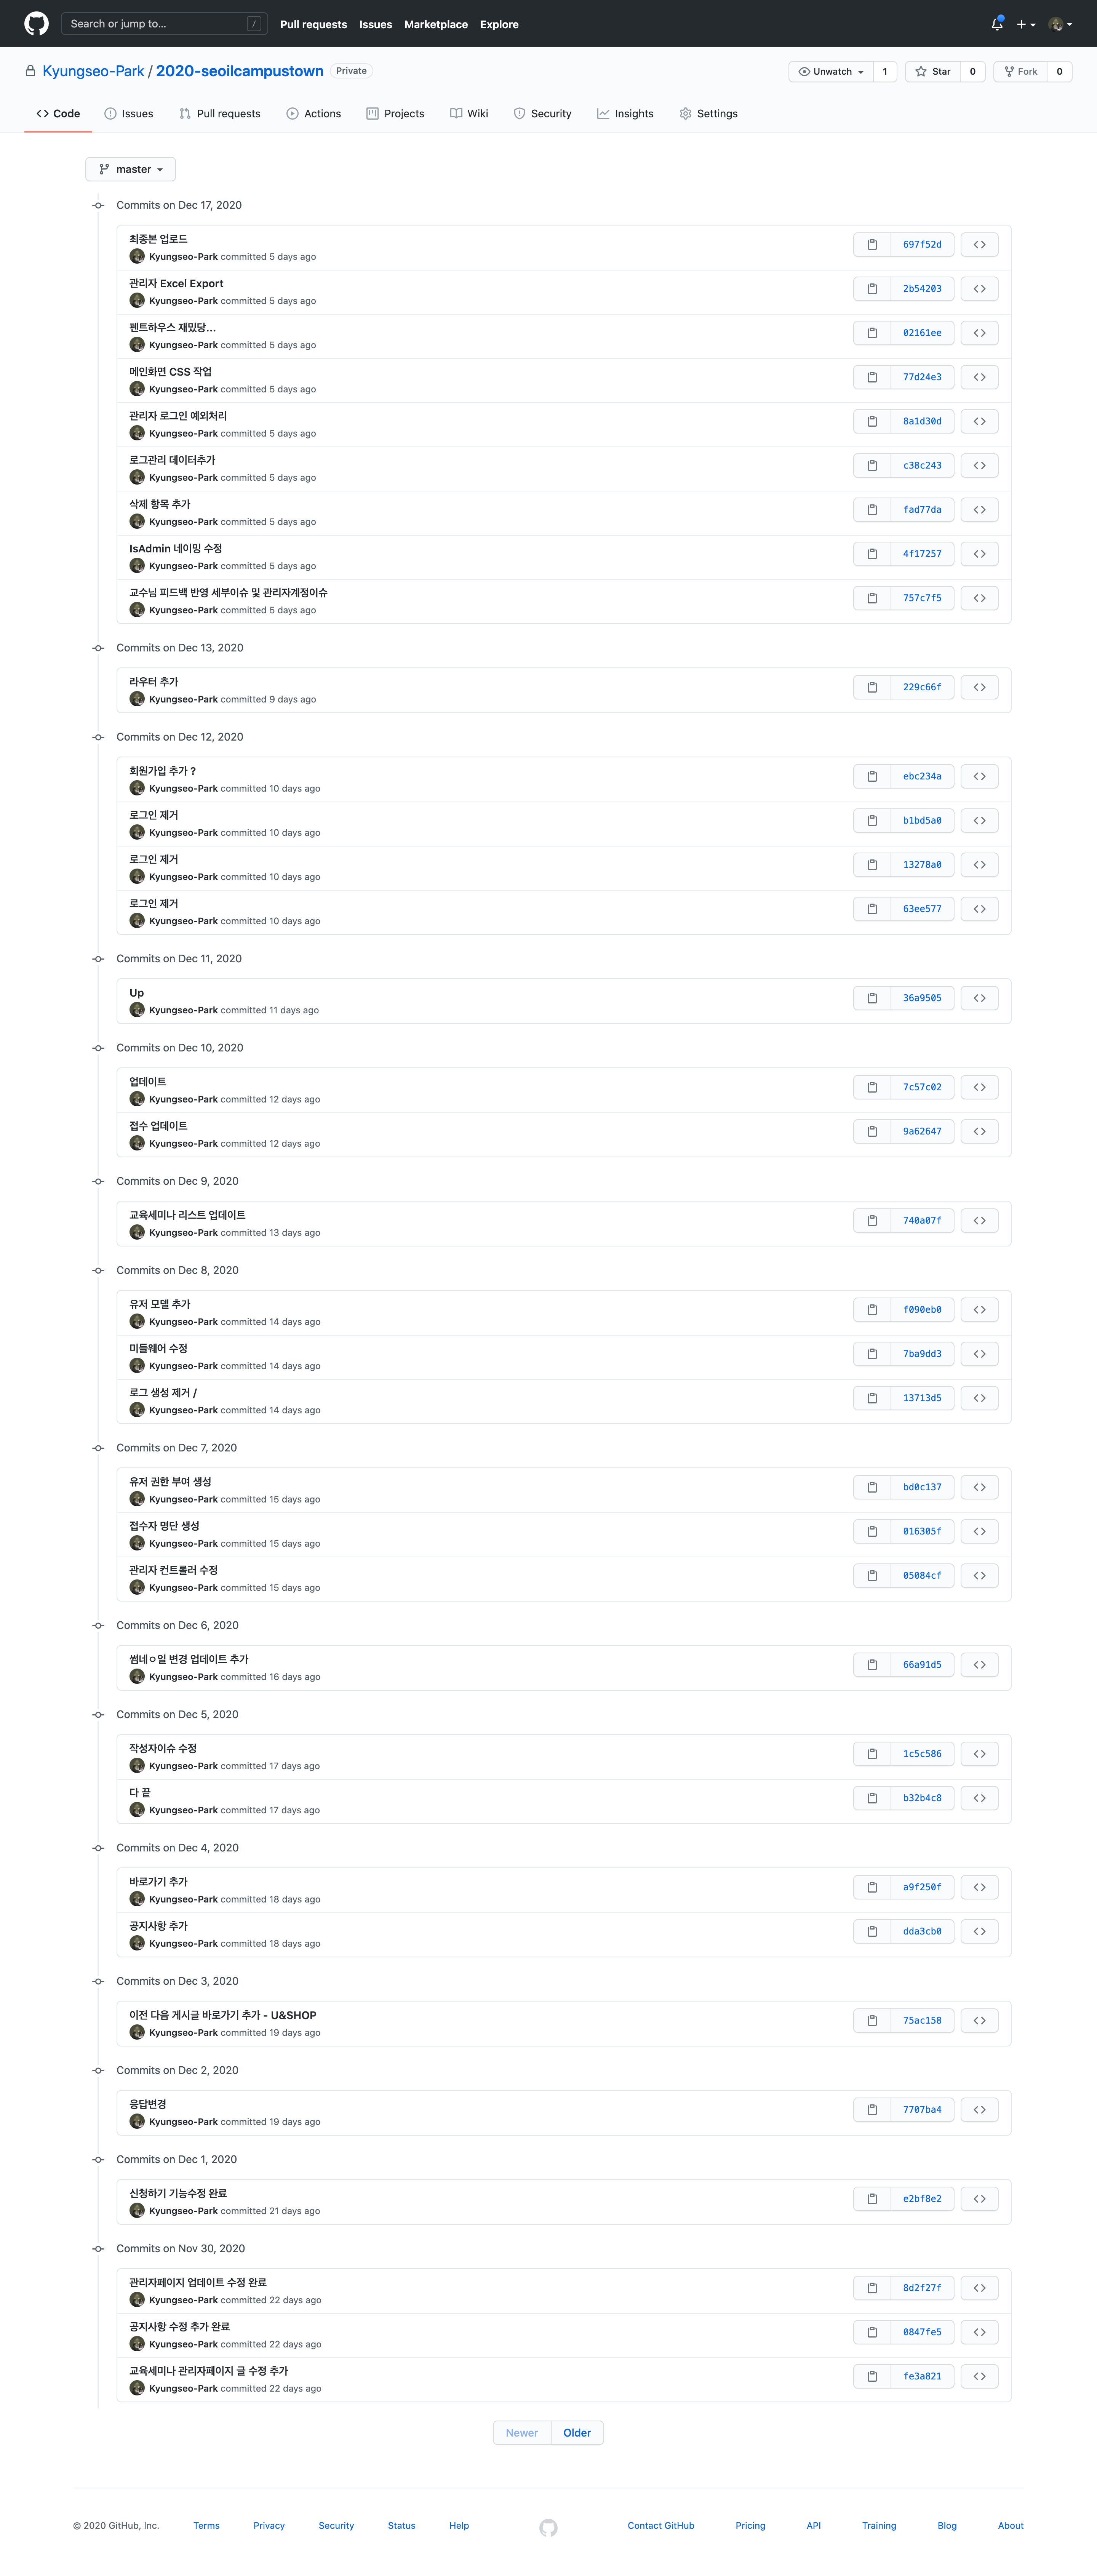 Search or jump to... /
Pull requests Issues Marketplace Explore
Kyungseo-Park / 2020-seoilcampustown Private
Unwatch 1 Star 0 Fork 0
Code Issues Pull requests Actions Projects Wiki Security Insights Settings
master
Commits on Dec 17, 2020
최종본 업로드
Kyungseo-Park committed 5 days ago
697f52d
관리자 Excel Export
Kyungseo-Park committed 5 days ago
2b54203
펜트하우스 재밌당...
Kyungseo-Park committed 5 days ago
02161ee
메인화면 CSS 작업
Kyungseo-Park committed 5 days ago
77d24e3
관리자 로그인 예외처리
Kyungseo-Park committed 5 days ago
8a1d30d
로그관리 데이터추가
Kyungseo-Park committed 5 days ago
c38c243
삭제 항목 추가
Kyungseo-Park committed 5 days ago
fad77da
IsAdmin 네이밍 수정
Kyungseo-Park committed 5 days ago
4f17257
교수님 피드백 반영 세부이슈 및 관리자계정이슈
Kyungseo-Park committed 5 days ago
757c7f5
Commits on Dec 13, 2020
라우터 추가
Kyungseo-Park committed 9 days ago
229c66f
Commits on Dec 12, 2020
회원가입 추가 ?
Kyungseo-Park committed 10 days ago
ebc234a
로그인 제거
Kyungseo-Park committed 10 days ago
b1bd5a0
로그인 제거
Kyungseo-Park committed 10 days ago
13278a0
로그인 제거
Kyungseo-Park committed 10 days ago
63ee577
Commits on Dec 11, 2020
Up
Kyungseo-Park committed 11 days ago
36a9505
Commits on Dec 10, 2020
업데이트
Kyungseo-Park committed 12 days ago
7c57c02
접수 업데이트
Kyungseo-Park committed 12 days ago
9a62647
Commits on Dec 9, 2020
교육세미나 리스트 업데이트
Kyungseo-Park committed 13 days ago
740a07f
Commits on Dec 8, 2020
유저 모델 추가
Kyungseo-Park committed 14 days ago
f090eb0
미들웨어 수정
Kyungseo-Park committed 14 days ago
7ba9dd3
로그 생성 제거 /
Kyungseo-Park committed 14 days ago
13713d5
Commits on Dec 7, 2020
유저 권한 부여 생성
Kyungseo-Park committed 15 days ago
bd0c137
접수자 명단 생성
Kyungseo-Park committed 15 days ago
016305f
관리자 컨트롤러 수정
Kyungseo-Park committed 15 days ago
05084cf
Commits on Dec 6, 2020
썸네ㅇ일 변경 업데이트 추가
Kyungseo-Park committed 16 days ago
66a91d5
Commits on Dec 5, 2020
작성자이슈 수정
Kyungseo-Park committed 17 days ago
1c5c586
다 끝
Kyungseo-Park committed 17 days ago
b32b4c8
Commits on Dec 4, 2020
바로가기 추가
Kyungseo-Park committed 18 days ago
a9f250f
공지사항 추가
Kyungseo-Park committed 18 days ago
dda3cb0
Commits on Dec 3, 2020
이전 다음 게시글 바로가기 추가 - U&SHOP
Kyungseo-Park committed 19 days ago
75ac158
Commits on Dec 2, 2020
응답변경
Kyungseo-Park committed 19 days ago
7707ba4
Commits on Dec 1, 2020
신청하기 기능수정 완료
Kyungseo-Park committed 21 days ago
e2bf8e2
Commits on Nov 30, 2020
관리자페이지 업데이트 수정 완료
Kyungseo-Park committed 22 days ago
8d2f27f
공지사항 수정 추가 완료
Kyungseo-Park committed 22 days ago
0847fe5
교육세미나 관리자페이지 글 수정 추가
Kyungseo-Park committed 22 days ago
fe3a821
Newer Older
© 2020 GitHub, Inc. Terms Privacy Security Status Help Contact GitHub Pricing API Training Blog About